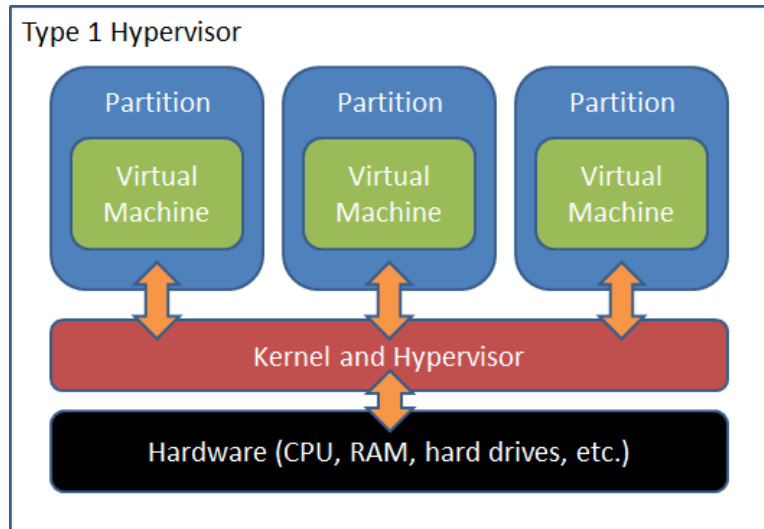 Type 1 Hypervisor
Partition
Virtual
Machine
Partition
Virtual
Machine
Partition
Virtual
Machine
Kernel and Hypervisor
Hardware (CPU, RAM, hard drives, etc.)